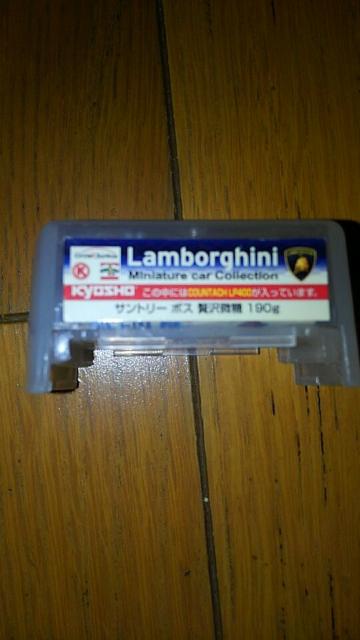 Lamborghini
Miniature car Collection
K
KYOSHO この中にはCOUNTACH LP400が入っています。
サントリー ボス 贅沢微糖 190g